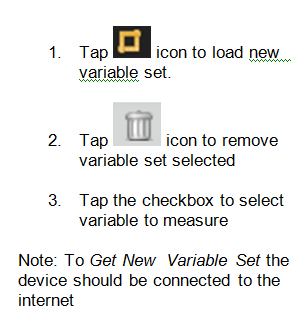 1. Tap icon to load new
variable set.
2. Tap icon to remove
variable set selected
3. Tap the checkbox to select
variable to measure
Note: To Get New Variable Set the
device should be connected to the
internet